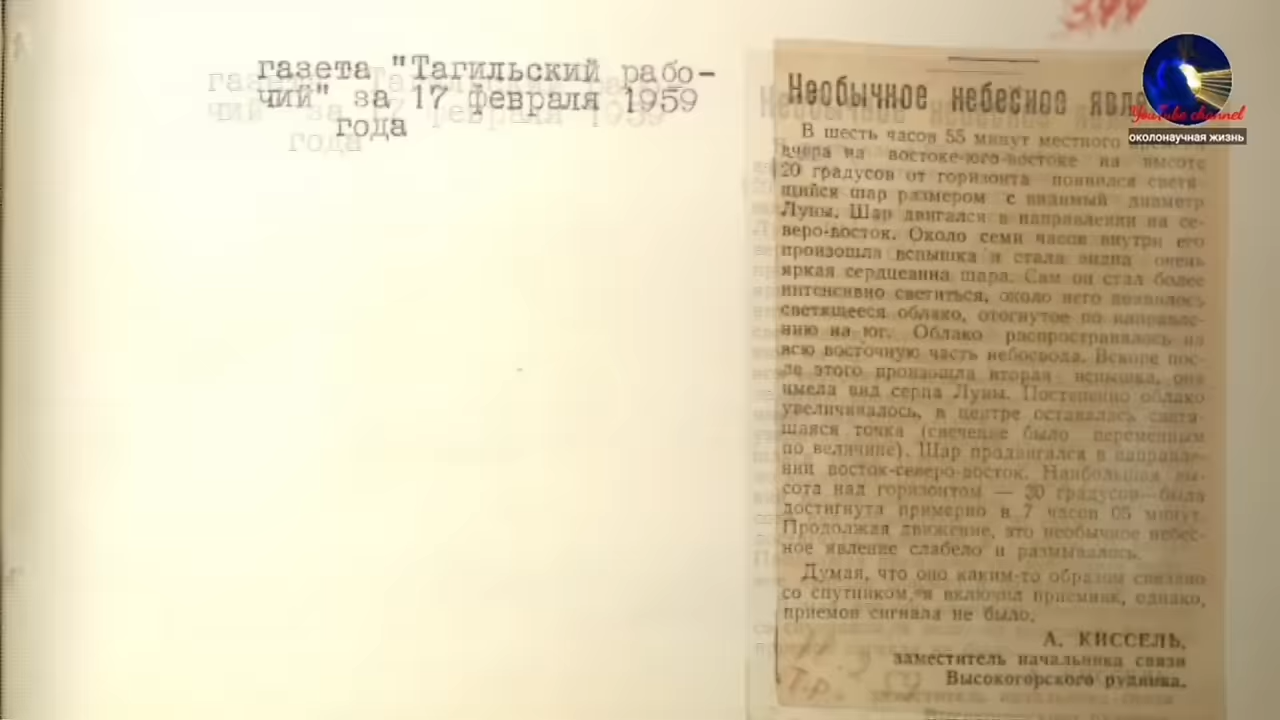 газета "Тагильский рабо-
чий" за 17 февраля 1959
года
Необычное небесное
YouTube channel
околонаучная жизнь
В шесть часов 55 минут местного времени
вчера на востоке-юго-востоке на высоте
20 градусов от горизонта появился светя-
щийся шар размером с видимый диаметр
Луны. Шар двигался в направлении на се-
веро-восток. Около семи часов внутри его
произошла вспышка и стала видна очень
яркая сердцевина шара. Сам он стал более
интенсивно светиться, около него появилось
светящееся облако, отогнутое по направле-
нию на юг. Облако распространялось на
всю восточную часть небосвода. Вскоре пос-
ле этого произошла вторая вспышка, она
имела вид серпа Луны. Постепенно облако
увеличивалось, в центре оставалась светя-
щаяся точка (свечение было переменным
по величине). Шар продвигался в направле-
нии восток-северо-восток. Наибольшая вы-
сота над горизонтом — 30 градусов—была
достигнута примерно в 7 часов 05 минут.
Продолжая движение, это необычное небес-
ное явление слабело и размывалось.
Думая, что оно каким-то образом связано
со спутником, я включил приемник, однако,
приемов сигнала не было.
А. КИССЕЛЬ,
заместитель начальника связи
Высокогорского рудника.
Т.р.